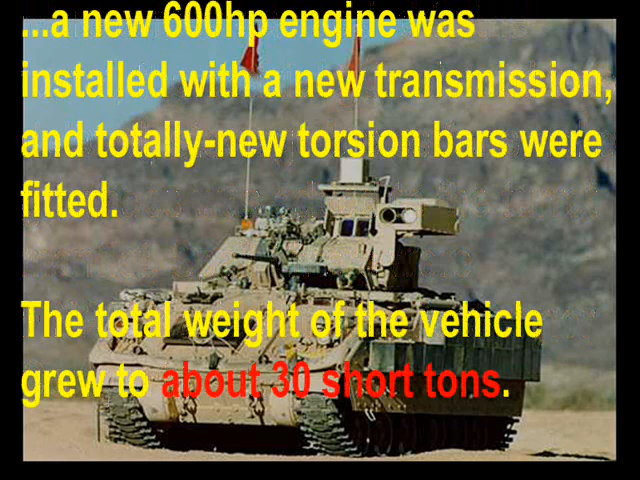 ...a new 600hp engine was
installed with a new transmission,
and totally-new torsion bars were
fitted.
The total weight of the vehicle
grew to about 30 short tons.